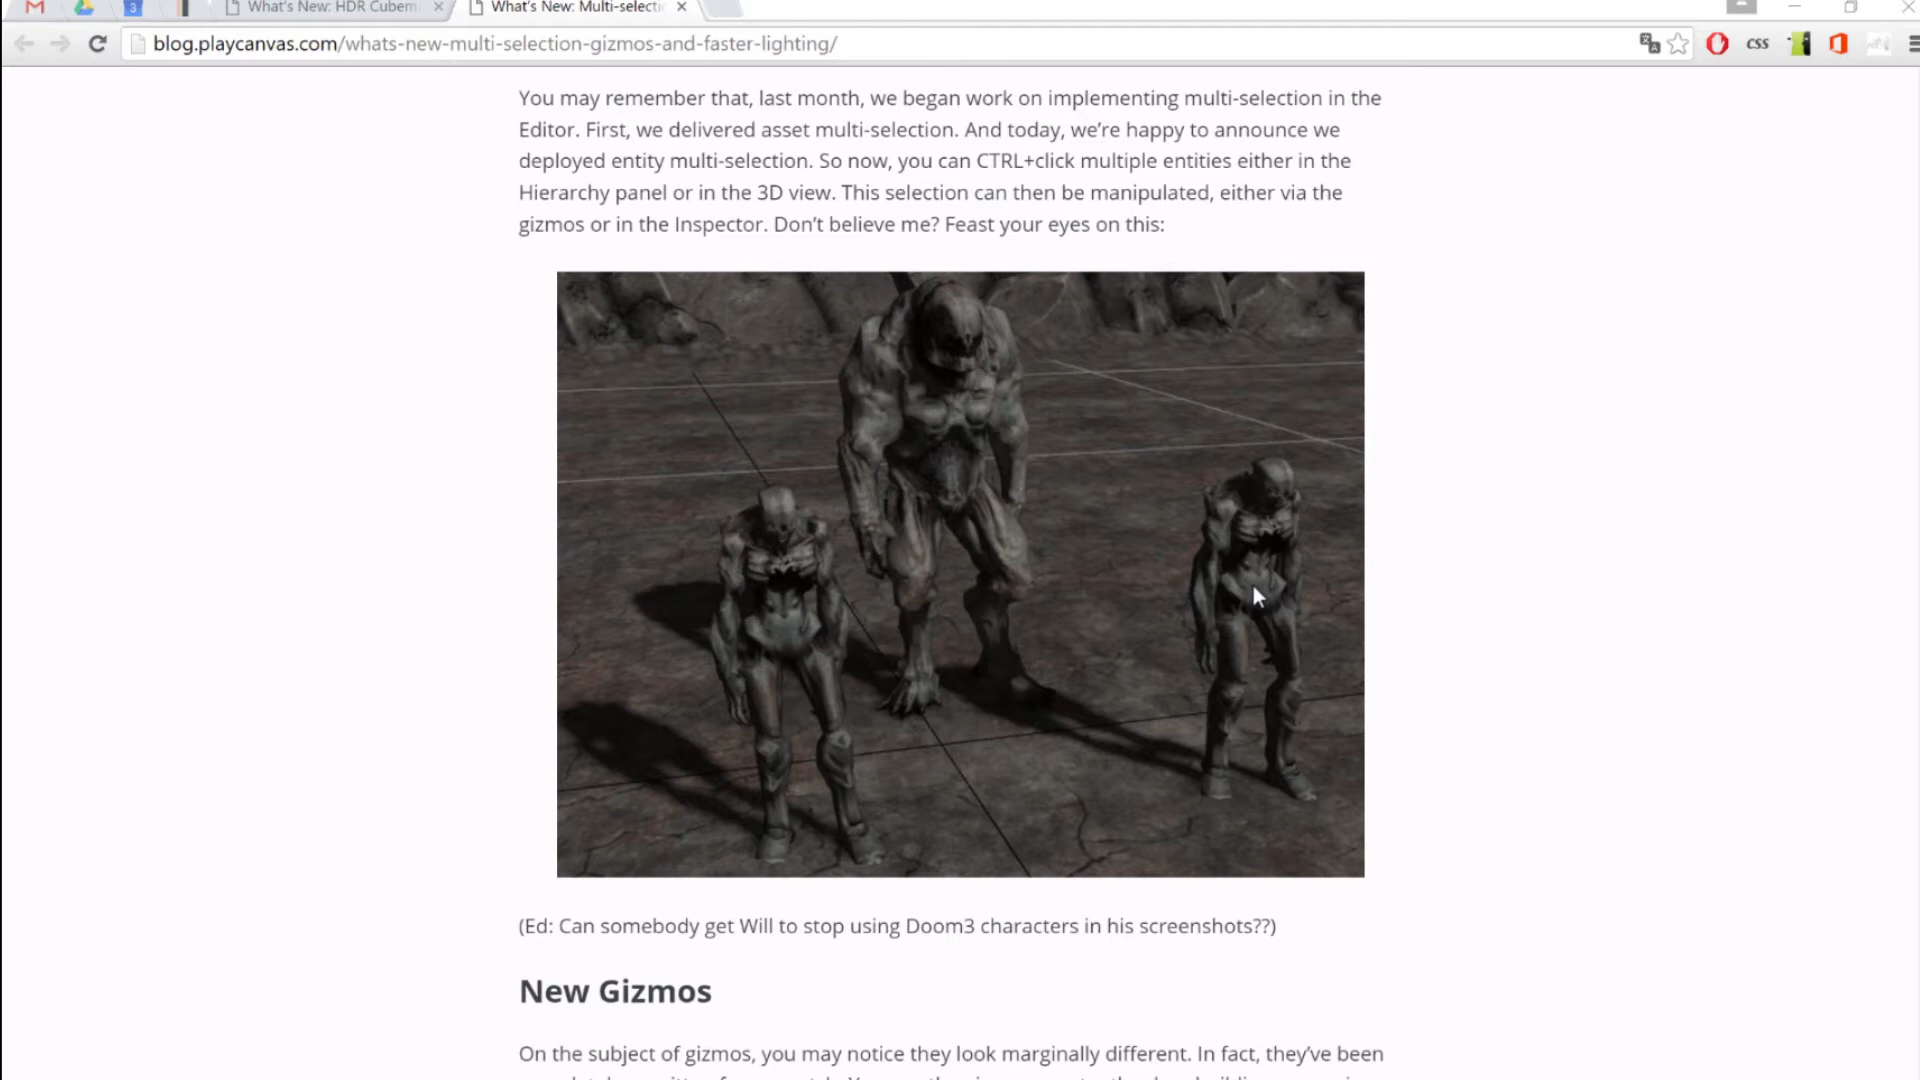 What's New: HDR Cubem
What's New: Multi-selecti
3
blog.playcanvas.com/whats-new-multi-selection-gizmos-and-faster-lighting/
CSS
You may remember that, last month, we began work on implementing multi-selection in the
Editor. First, we delivered asset multi-selection. And today, we're happy to announce we
deployed entity multi-selection. So now, you can CTRL+click multiple entities either in the
Hierarchy panel or in the 3D view. This selection can then be manipulated, either via the
gizmos or in the Inspector. Don't believe me? Feast your eyes on this:
(Ed: Can somebody get Will to stop using Doom3 characters in his screenshots??)
New Gizmos
On the subject of gizmos, you may notice they look marginally different. In fact, they've been